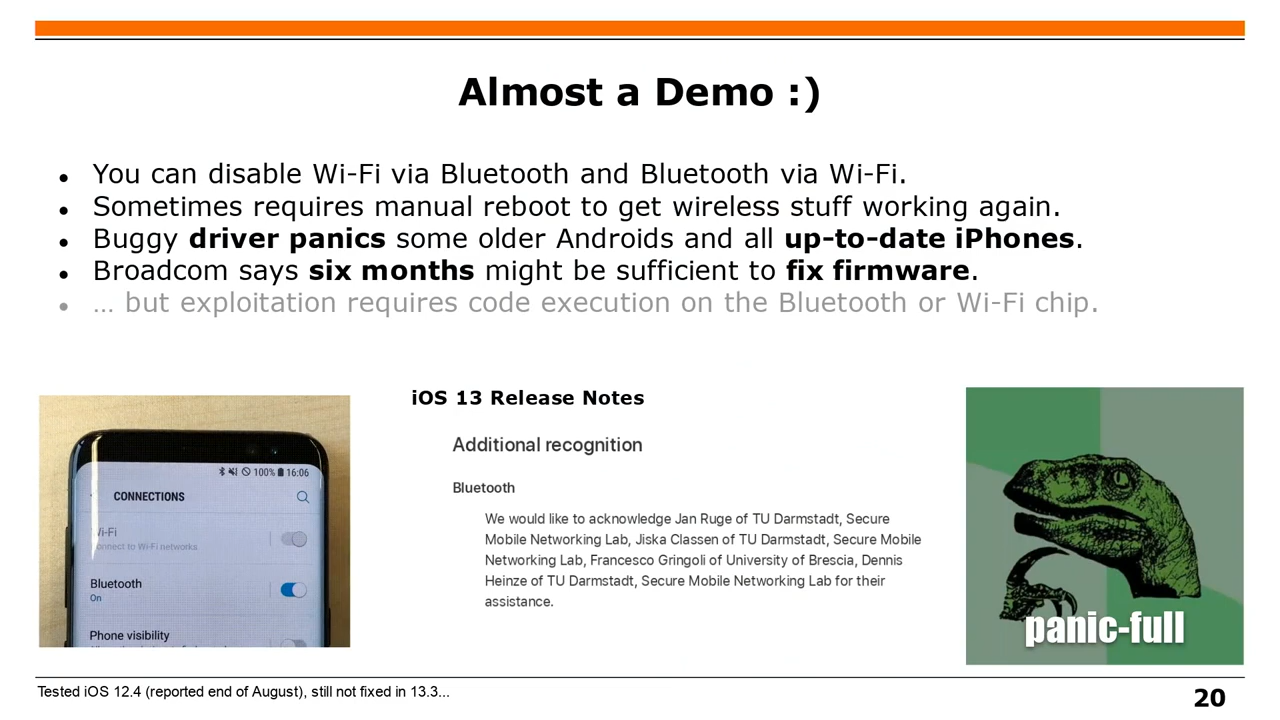 Almost a Demo :)
● You can disable Wi-Fi via Bluetooth and Bluetooth via Wi-Fi.
● Sometimes requires manual reboot to get wireless stuff working again.
● Buggy driver panics some older Androids and all up-to-date iPhones.
● Broadcom says six months might be sufficient to fix firmware.
● … but exploitation requires code execution on the Bluetooth or Wi-Fi chip.
100% 16:06
CONNECTIONS
Wi-Fi
Connect to Wi-Fi networks.
Bluetooth
On
Phone visibility
iOS 13 Release Notes
Additional recognition
Bluetooth
We would like to acknowledge Jan Ruge of TU Darmstadt, Secure
Mobile Networking Lab, Jiska Classen of TU Darmstadt, Secure Mobile
Networking Lab, Francesco Gringoli of University of Brescia, Dennis
Heinze of TU Darmstadt, Secure Mobile Networking Lab for their
assistance.
panic-full
Tested iOS 12.4 (reported end of August), still not fixed in 13.3...
20